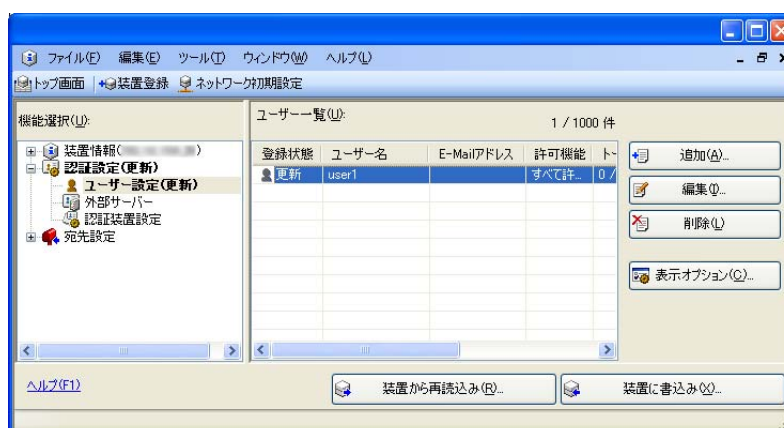 ファイル(F) 編集(E) ツール(T) ウィンドウ(W) ヘルプ(L)
トップ画面 装置登録 ネットワーク初期設定
機能選択(U):
装置情報( )
認証設定(更新)
ユーザー設定(更新)
外部サーバー
認証装置設定
宛先設定
ユーザー一覧(U):
1 / 1000 件
登録状態 ユーザー名 E-Mailアドレス 許可機能 ト-
更新 user1 すべて許... 0 /
追加(A)...
編集(I)...
削除(L)
表示オプション(C)...
ヘルプ(F1)
装置から再読込み(R)...
装置に書込み(X)...